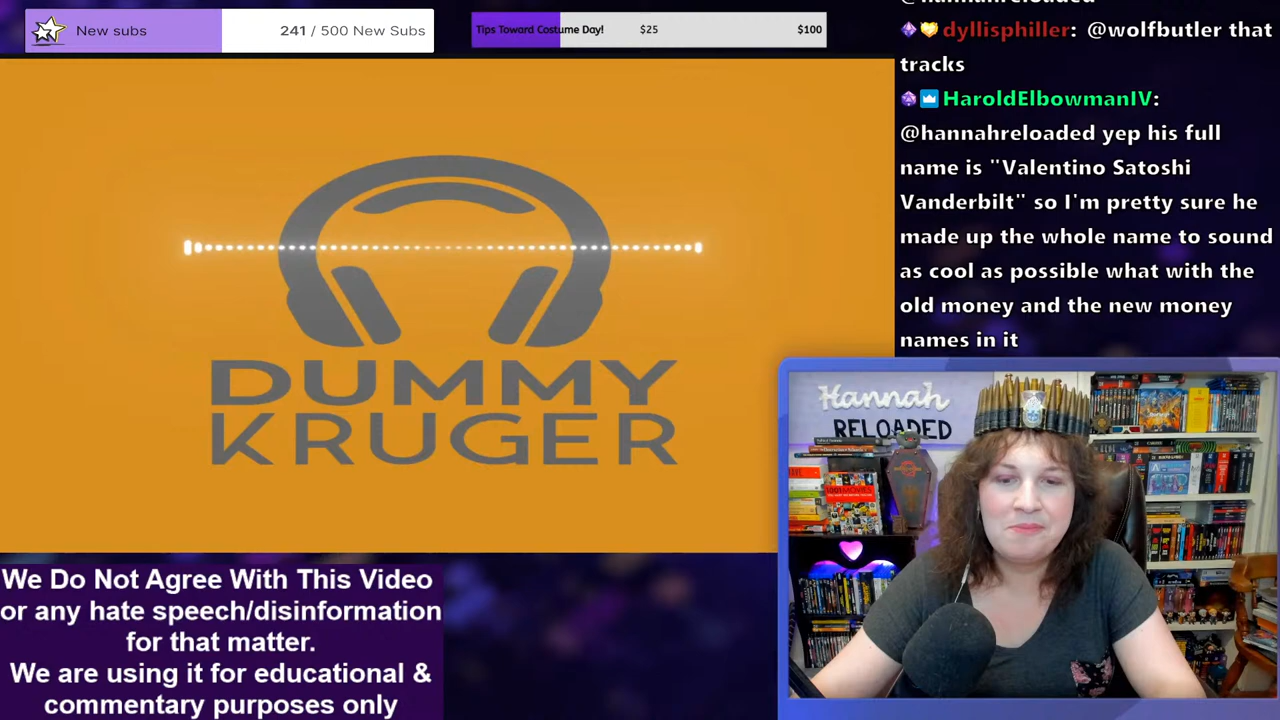 New subs
241 / 500 New Subs
Tips Toward Costume Day!
$25
$100
dyllisphiller: @wolfbutler that
tracks
HaroldElbowmanIV:
@hannahreloaded yep his full
name is "Valentino Satoshi
Vanderbilt" so I'm pretty sure he
made up the whole name to sound
as cool as possible what with the
old money and the new money
names in it
DUMMY
KRUGER
Hannah
RELOADED
We Do Not Agree With This Video
or any hate speech/disinformation
for that matter.
We are using it for educational &
commentary purposes only